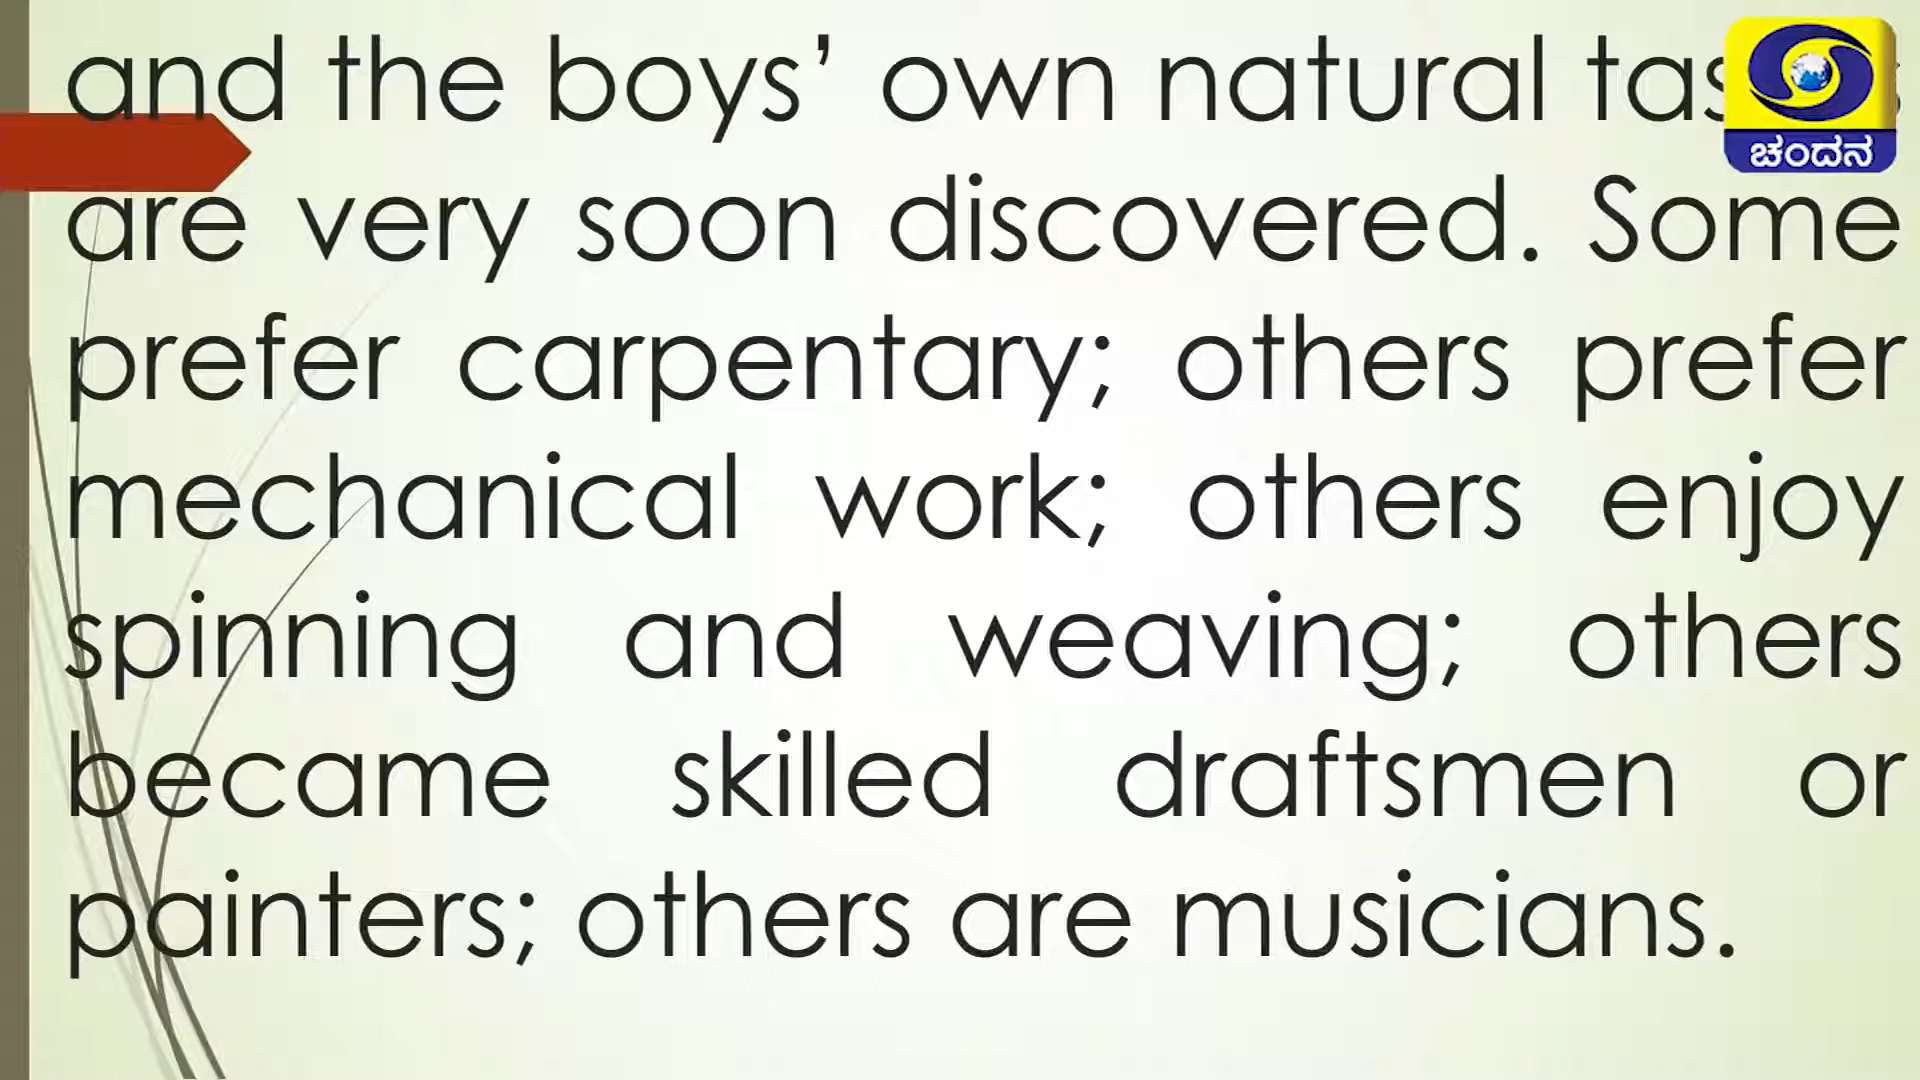 and the boys’ own natural
are very soon discovered. Some
prefer carpentary; others prefer
mechanical work; others enjoy
spinning and weaving; others
became skilled draftsmen or
painters; others are musicians.
ಚಂದನ